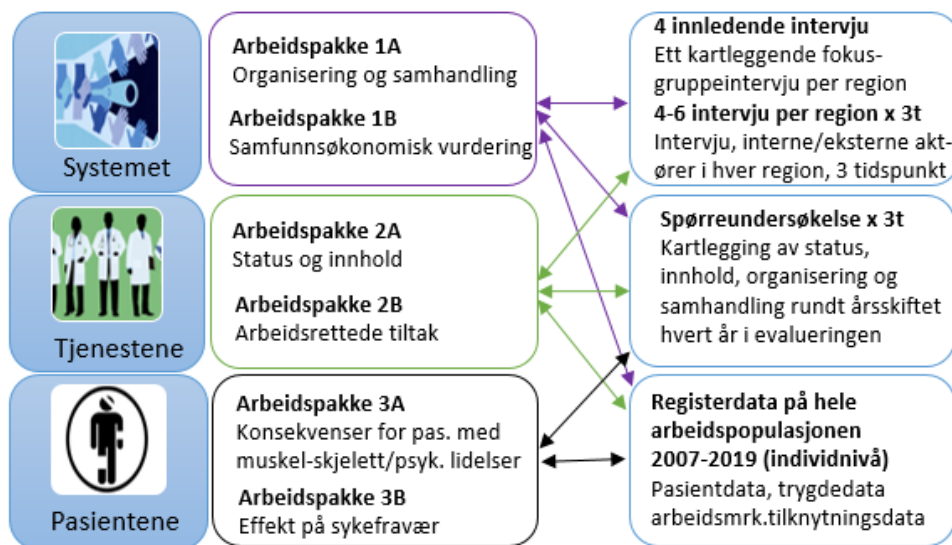 Systemet
Arbeidspakke 1A
Organisering og samhandling
Arbeidspakke 1B
Samfunnsøkonomisk vurdering
4 innledende intervju
Ett kartleggende fokus-
gruppeintervju per region
4-6 intervju per region x 3t
Intervju, interne/eksterne akt-
ører i hver region, 3 tidspunkt
Tjenestene
Arbeidspakke 2A
Status og innhold
Arbeidspakke 2B
Arbeidsrettede tiltak
Spørreundersøkelse x 3t
Kartlegging av status,
innhold, organisering og
samhandling rundt årsskiftet
hvert år i evalueringen
Pasientene
Arbeidspakke 3A
Konsekvenser for pas. med
muskel-skjelett/psyk. lidelser
Arbeidspakke 3B
Effekt på sykefravær
Registerdata på hele
arbeidspopulasjonen
2007-2019 (individnivå)
Pasientdata, trygdedata
arbeidsmrk.tilknytningsdata